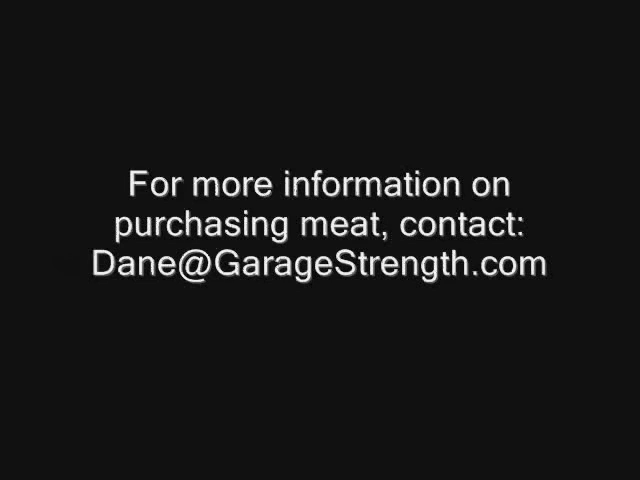 For more information on
purchasing meat, contact:
Dane@GarageStrength.com